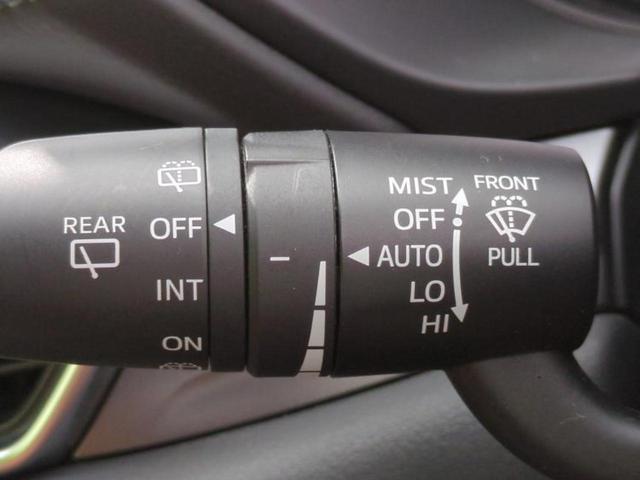 REAR
OFF
INT
ON
–
MIST
OFF
AUTO
LO
HI
FRONT
PULL